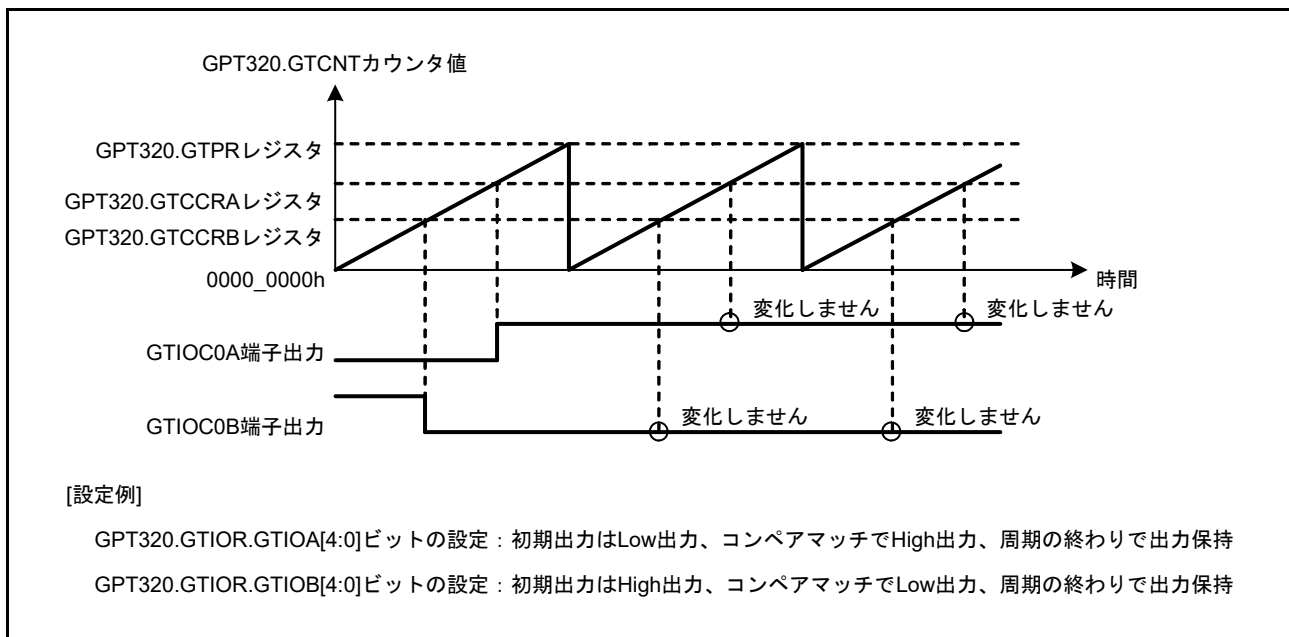 GPT320.GTCNTカウンタ値
GPT320.GTPRレジスタ
GPT320.GTCCRAレジスタ
GPT320.GTCCRBレジスタ
0000_0000h
時間
変化しません
変化しません
GTIOC0A端子出力
変化しません
変化しません
GTIOC0B端子出力
[設定例]
GPT320.GTIOR.GTIOA[4:0]ビットの設定：初期出力はLow出力、コンペアマッチでHigh出力、周期の終わりで出力保持
GPT320.GTIOR.GTIOB[4:0]ビットの設定：初期出力はHigh出力、コンペアマッチでLow出力、周期の終わりで出力保持